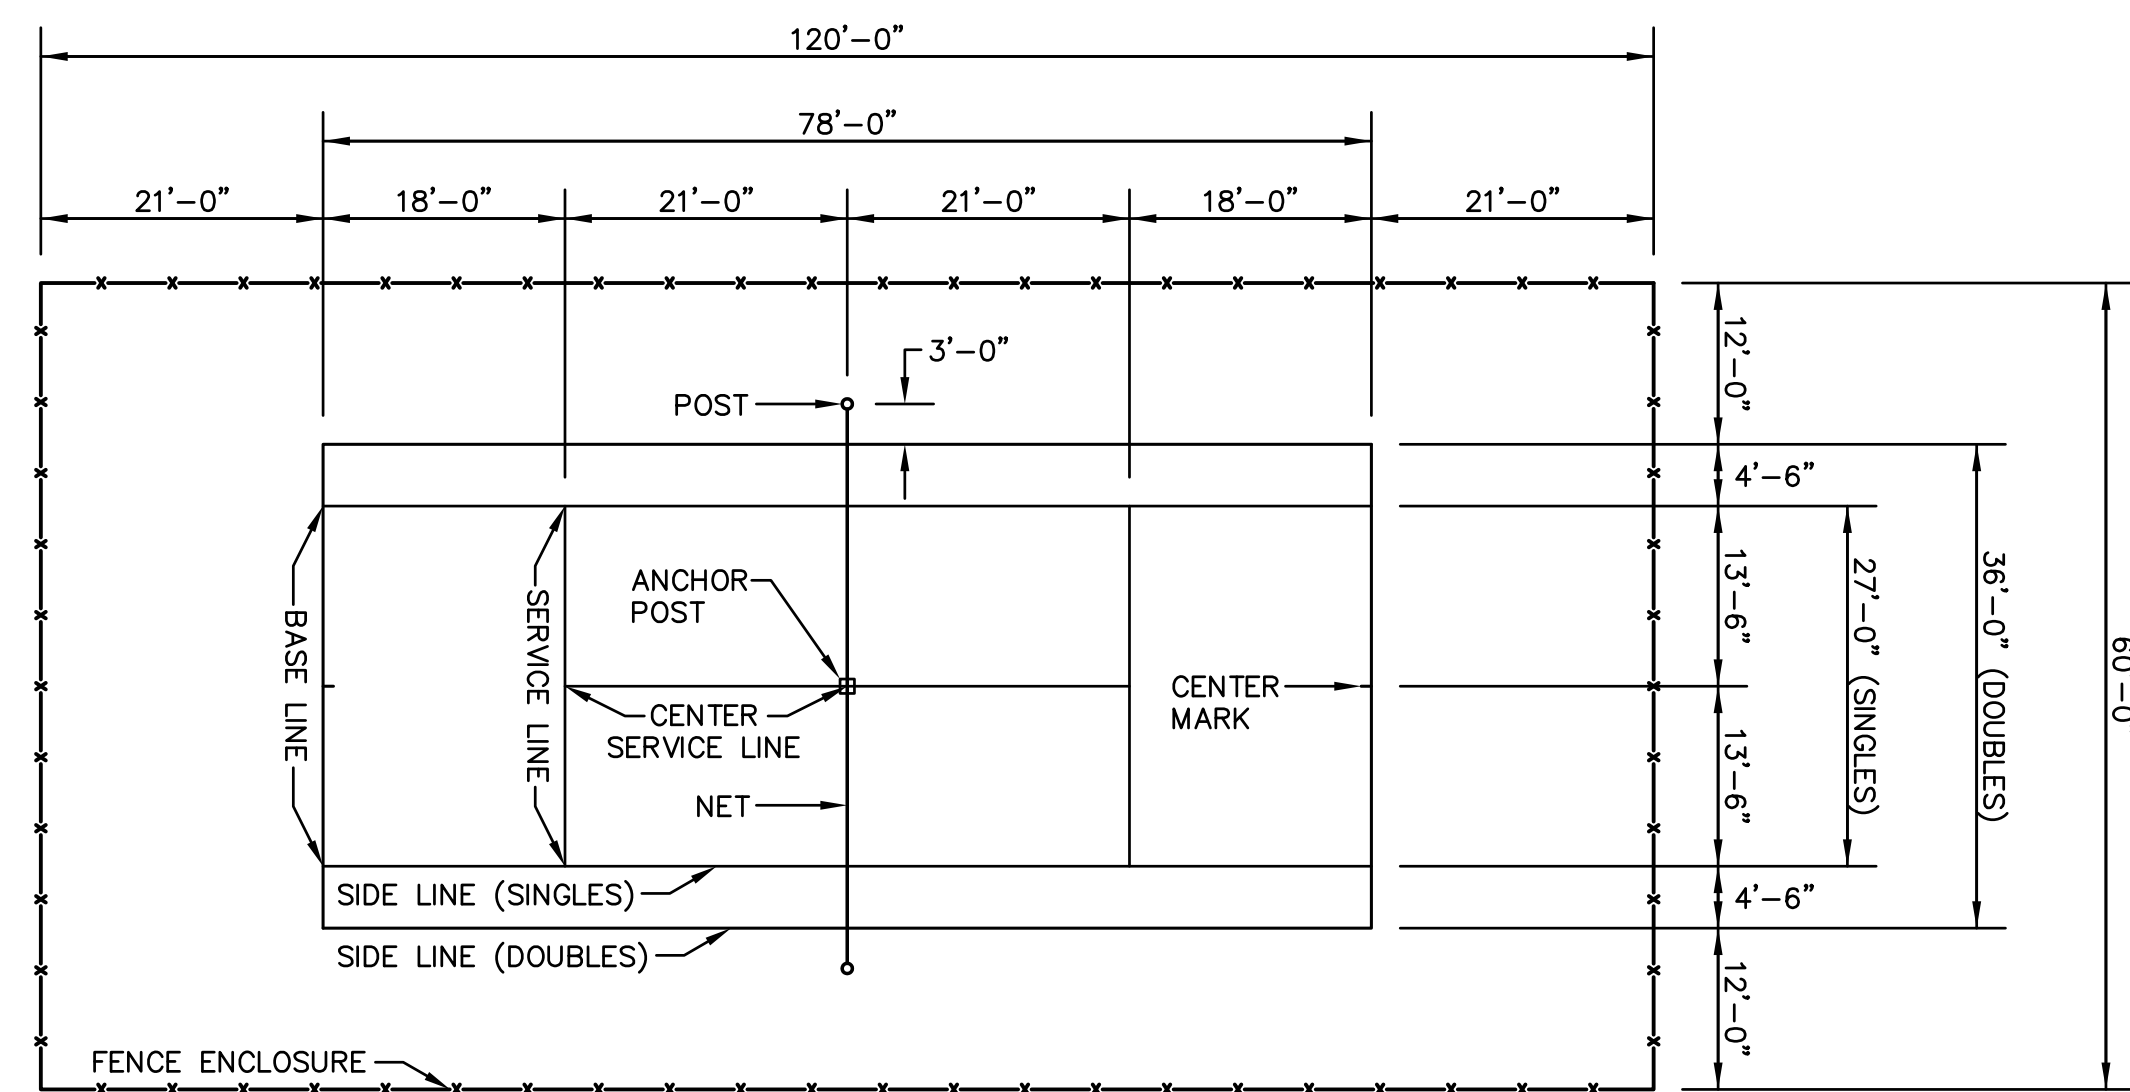 120'-0"
78'-0"
21'-0" 18'-0" 21'-0" 21'-0" 18'-0" 21'-0"
12'-0"
3'-0"
POST
4'-6"
13'-6"
27'-0" (SINGLES)
36'-0" (DOUBLES)
60'-0"
ANCHOR
POST
BASE LINE
SERVICE LINE
CENTER
MARK
CENTER
SERVICE LINE
13'-6"
NET
SIDE LINE (SINGLES)
4'-6"
SIDE LINE (DOUBLES)
12'-0"
FENCE ENCLOSURE